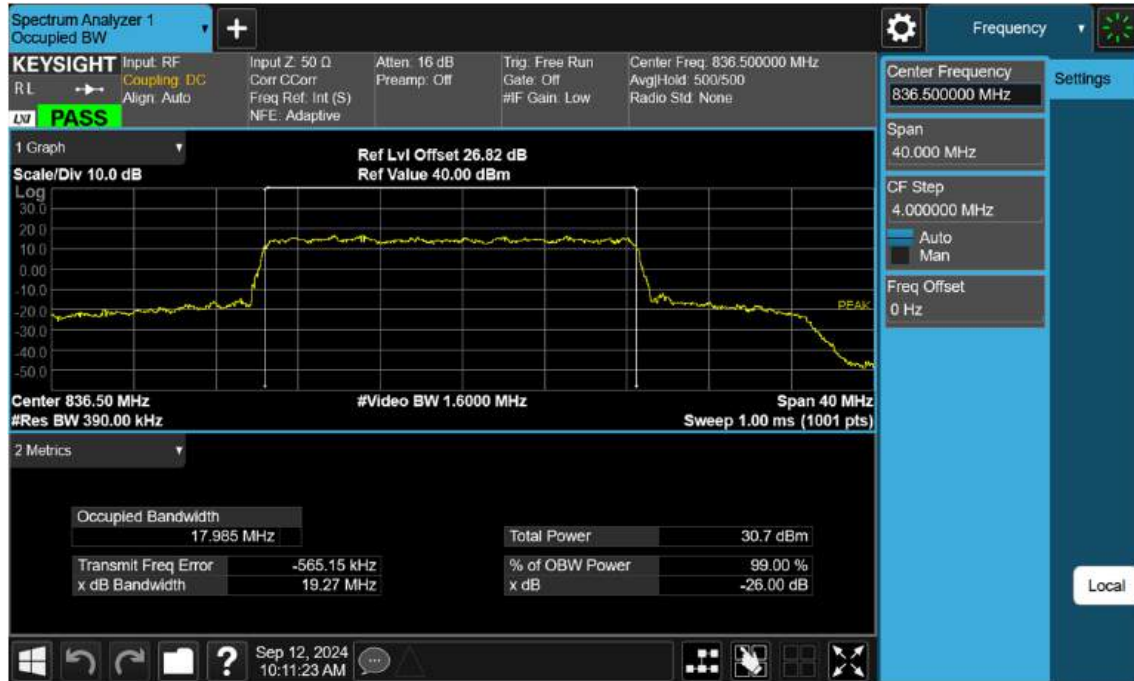 Spectrum Analyzer 1
Occupied BW
+
Frequency
KEYSIGHT
RL
LXI PASS
Input: RF
Coupling: DC
Align: Auto
Input Z: 50 Ω
Corr CCorr
Freq Ref: Int (S)
NFE: Adaptive
Atten: 16 dB
Preamp: Off
Trig: Free Run
Gate: Off
#IF Gain: Low
Center Freq: 836.500000 MHz
Avg|Hold: 500/500
Radio Std: None
Center Frequency
836.500000 MHz
Settings
Span
40.000 MHz
CF Step
4.000000 MHz
Auto
Man
Freq Offset
0 Hz
1 Graph
Scale/Div 10.0 dB
Ref Lvl Offset 26.82 dB
Ref Value 40.00 dBm
Log
30.0
20.0
10.0
0.00
-10.0
-20.0
-30.0
-40.0
-50.0
PEAK
Center 836.50 MHz
#Video BW 1.6000 MHz
Span 40 MHz
#Res BW 390.00 kHz
Sweep 1.00 ms (1001 pts)
2 Metrics
Occupied Bandwidth
17.985 MHz
Total Power 30.7 dBm
Transmit Freq Error -565.15 kHz
% of OBW Power 99.00 %
x dB Bandwidth 19.27 MHz
x dB -26.00 dB
Local
?
Sep 12, 2024
10:11:23 AM